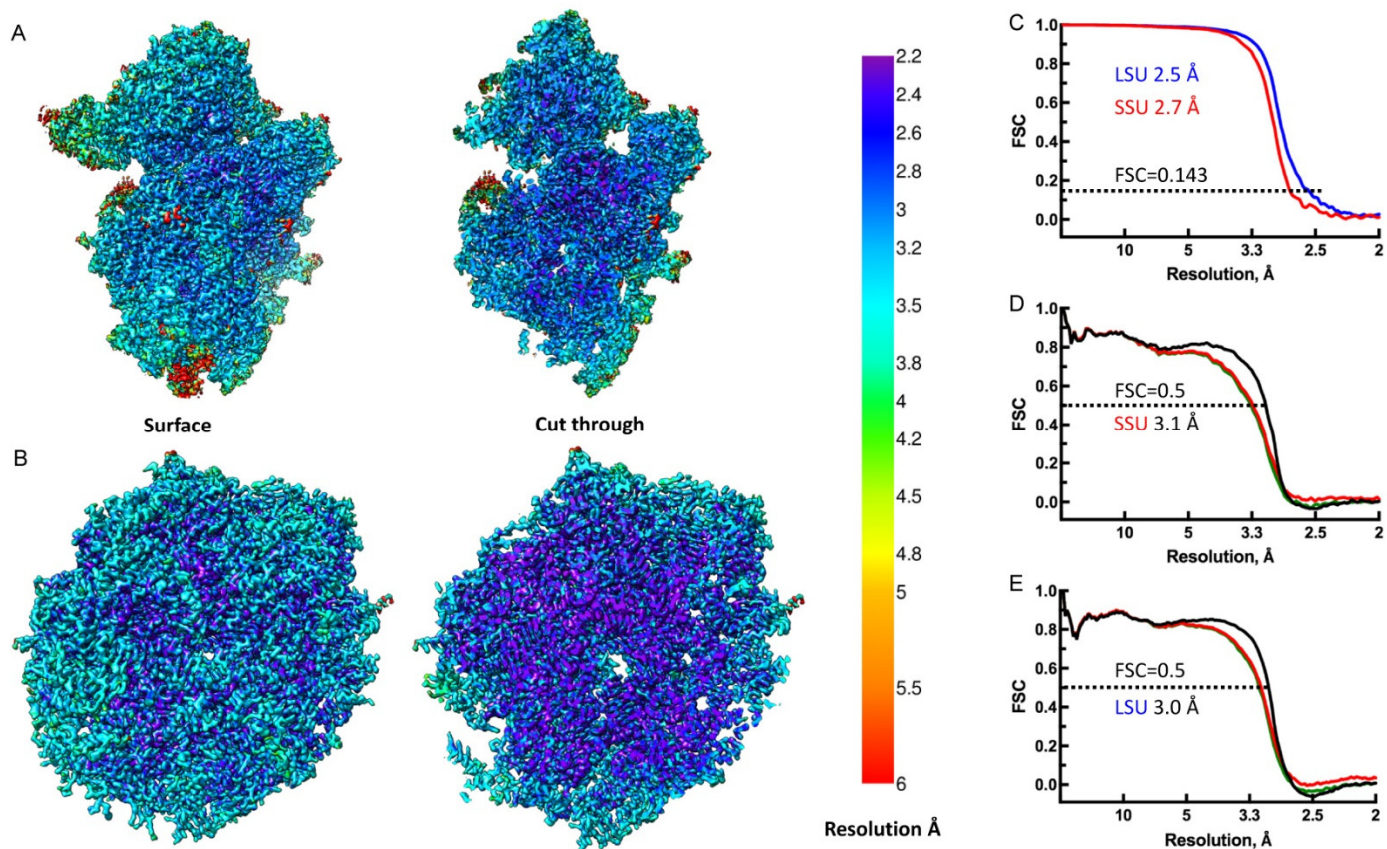 A
Surface
Cut through
B
2.2
2.4
2.6
2.8
3
3.2
3.5
3.8
4
4.2
4.5
4.8
5
5.5
6
Resolution Å
C
1.0
0.8
0.6
0.4
0.2
0.0
FSC
LSU 2.5 Å
SSU 2.7 Å
FSC=0.143
10
5
3.3
2.5
2
Resolution, Å
D
1.0
0.8
0.6
0.4
0.2
0.0
FSC
FSC=0.5
SSU 3.1 Å
10
5
3.3
2.5
2
Resolution, Å
E
1.0
0.8
0.6
0.4
0.2
0.0
FSC
FSC=0.5
LSU 3.0 Å
10
5
3.3
2.5
2
Resolution, Å